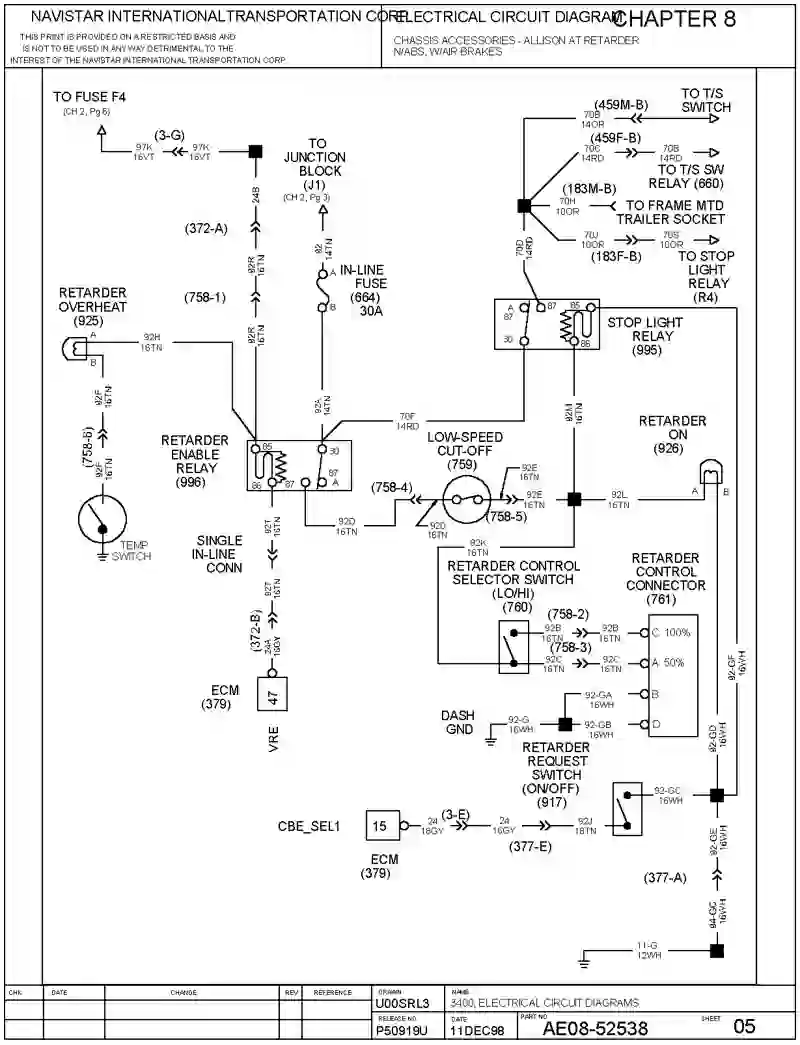 NAVISTAR INTERNATIONALTRANSPORTATION CORP.
THIS PRINT IS PROVIDED ON A RESTRICTED BASIS AND
IS NOT TO BE USED IN ANY WAY DETRIMENTAL TO THE
INTEREST OF THE NAVISTAR INTERNATIONAL TRANSPORTATION CORP.
ELECTRICAL CIRCUIT DIAGRAM
CHAPTER 8
CHASSIS ACCESSORIES - ALLISON AT RETARDER
N/ABS, W/AIR BRAKES
TO FUSE F4
(CH 2, Pg 6)
(3-G)
97K
16VT
97K
16VT
24B
(372-A)
92R
16TN
(758-1)
92R
16TN
TO
JUNCTION
BLOCK
(J1)
(CH 2, Pg 3)
92
14TN
A
B
IN-LINE
FUSE
(664)
30A
92A
14TN
TO T/S
SWITCH
(459M-B)
70B
14OR
(459F-B)
70C
14RD
70B
14RD
TO T/S SW
RELAY (660)
(183M-B)
70H
10OR
TO FRAME MTD
TRAILER SOCKET
70J
10OR
70S
10OR
(183F-B)
TO STOP
LIGHT
RELAY
(R4)
70D
14RD
A
87
87
85
30
86
STOP LIGHT
RELAY
(995)
RETARDER
OVERHEAT
(925)
A
B
92H
16TN
92F
16TN
(758-6)
92F
16TN
TEMP
SWITCH
RETARDER
ENABLE
RELAY
(996)
85
30
86
87
87
A
70F
14RD
92M
16TN
LOW-SPEED
CUT-OFF
(759)
(758-4)
92D
16TN
92D
16TN
92E
16TN
92E
16TN
(758-5)
92L
16TN
RETARDER
ON
(926)
A
B
92K
16TN
SINGLE
IN-LINE
CONN
92T
16TN
92T
16TN
(372-B)
24A
16GY
ECM
(379)
47
VRE
RETARDER CONTROL
SELECTOR SWITCH
(LO/HI)
(760)
(758-2)
92B
16TN
92B
16TN
(758-3)
92C
16TN
92C
16TN
RETARDER
CONTROL
CONNECTOR
(761)
C 100%
A 50%
B
D
92-GA
16WH
92-GB
16WH
92-G
16WH
DASH
GND
92-GF
16WH
92-GD
16WH
RETARDER
REQUEST
SWITCH
(ON/OFF)
(917)
92-GC
16WH
CBE_SEL1
15
ECM
(379)
24
18GY
(3-E)
24
16GY
(377-E)
92J
18TN
92-GE
16WH
(377-A)
94-GC
16WH
11-G
12WH
CHK
DATE
CHANGE
REV
REFERENCE
DRAWN
U00SRL3
NAME
3400, ELECTRICAL CIRCUIT DIAGRAMS
RELEASE NO.
P50919U
DATE
11DEC98
PART NO.
AE08-52538
SHEET
05